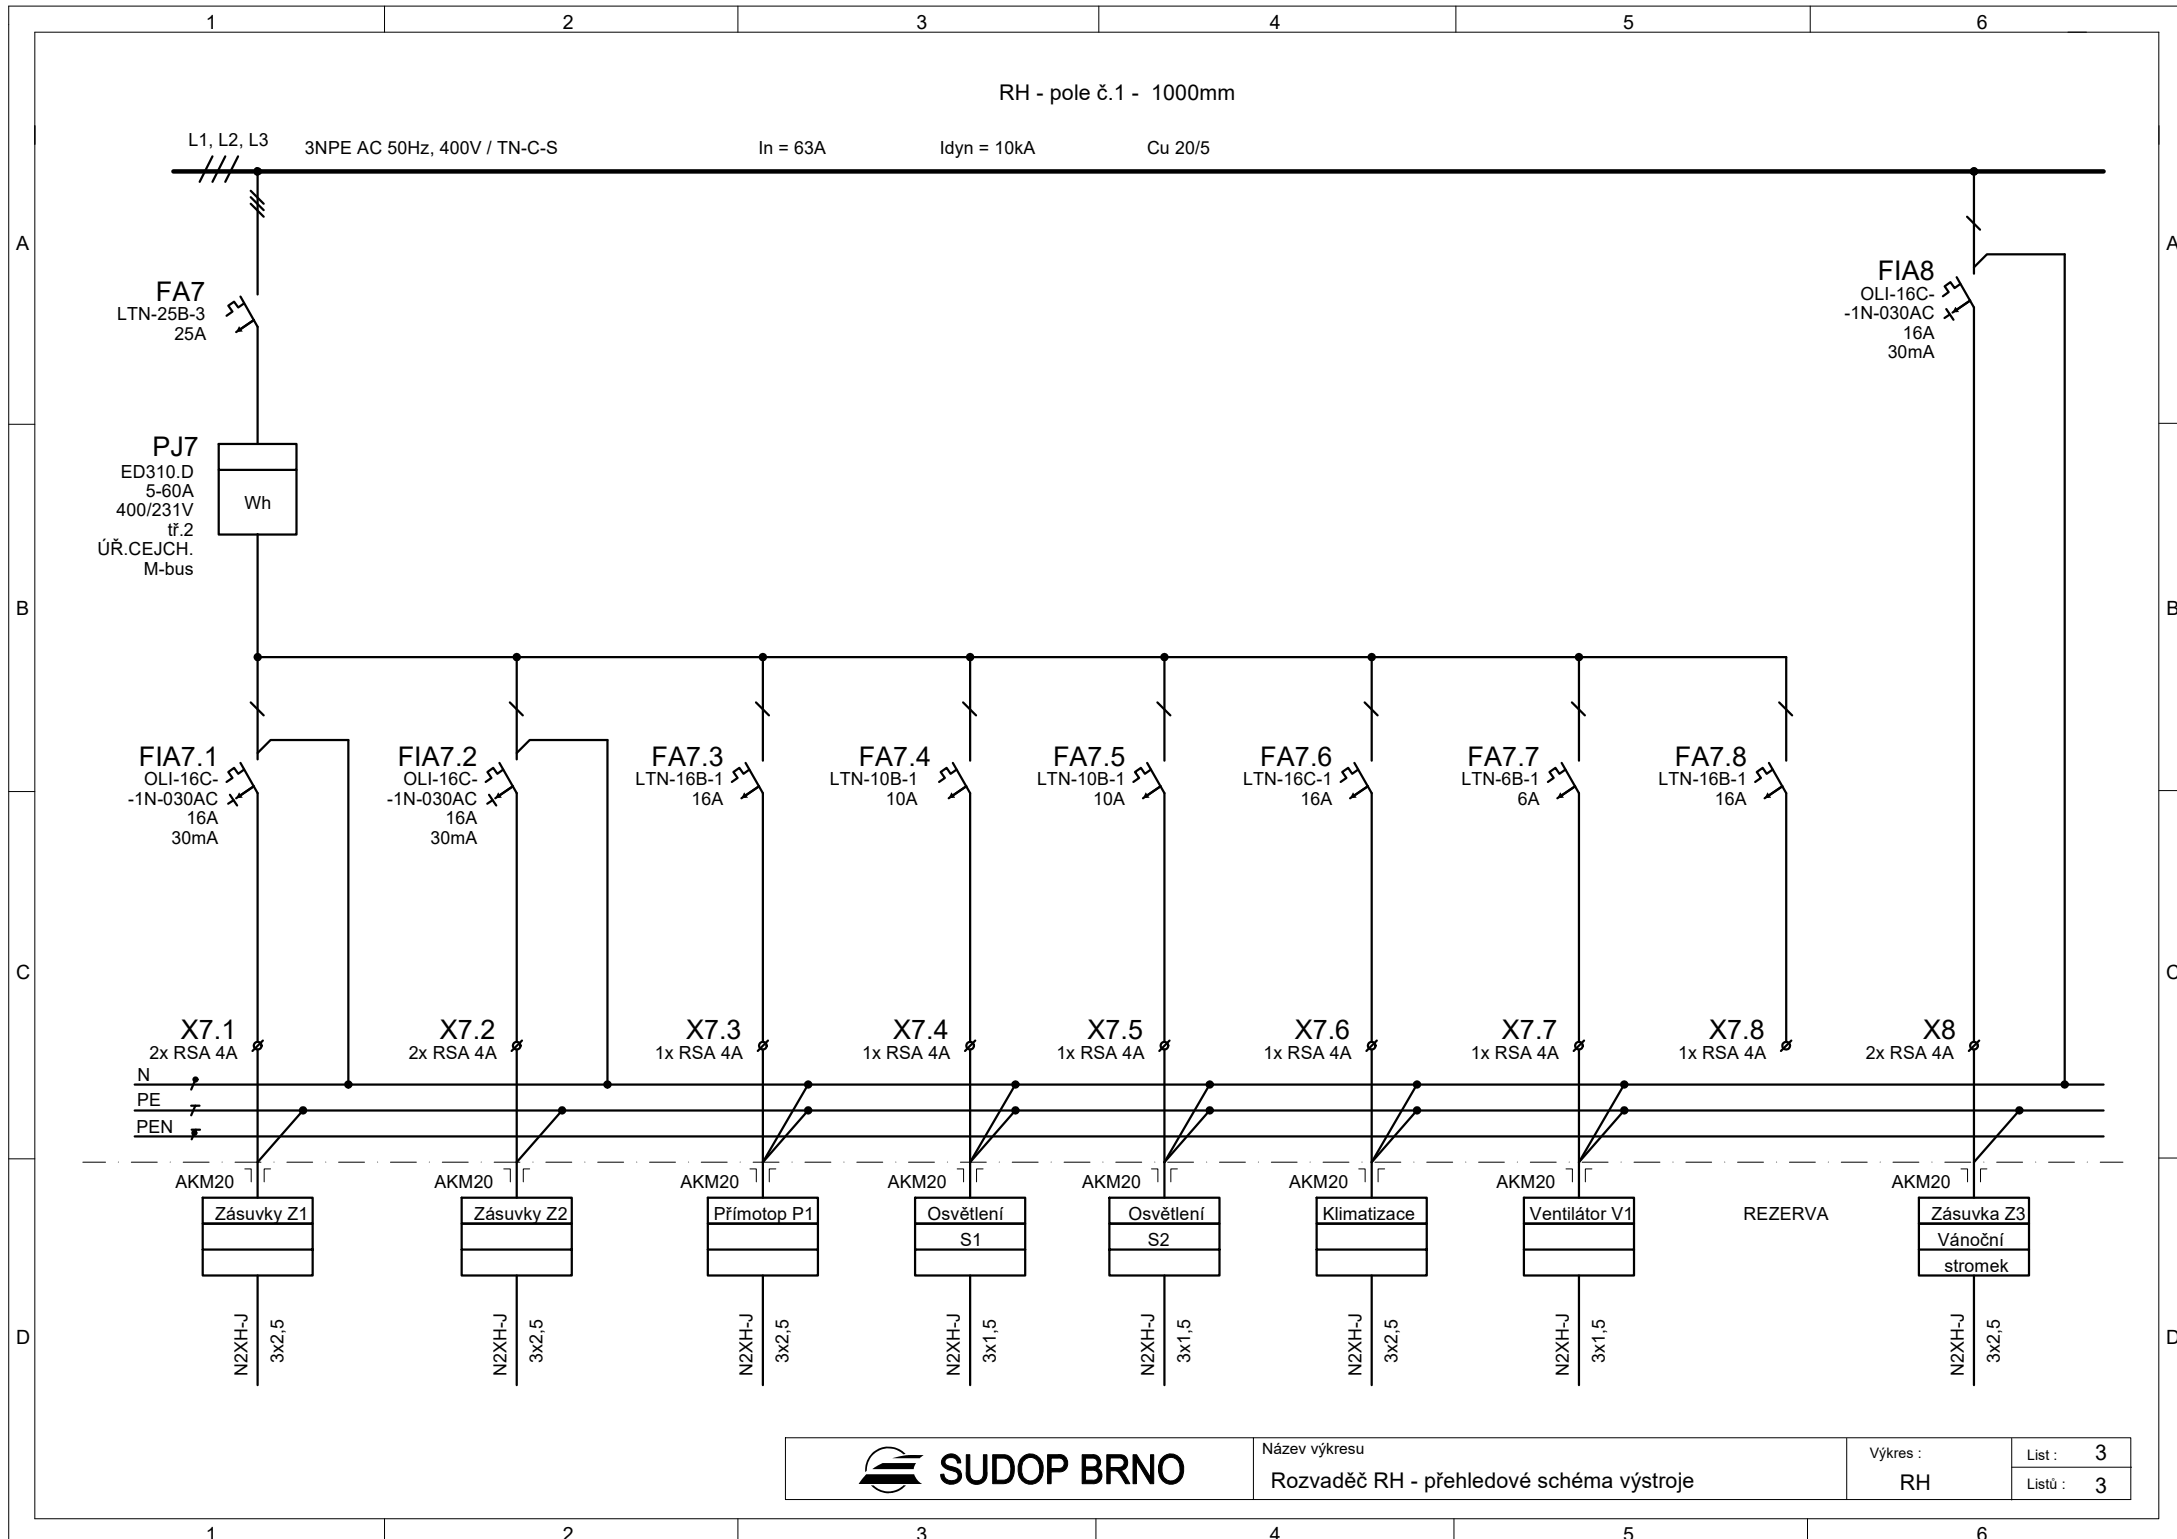 1 2 3 4 5 6
RH - pole č.1 - 1000mm
L1, L2, L3
3NPE AC 50Hz, 400V / TN-C-S In = 63A Idyn = 10kA Cu 20/5
A A
FA7
LTN-25B-3
25A
FIA8
OLI-16C-
-1N-030AC
16A
30mA
PJ7
ED310.D
5-60A
400/231V
tř.2
ÚŘ.CEJCH.
M-bus
Wh
B B
FIA7.1
OLI-16C-
-1N-030AC
16A
30mA
FIA7.2
OLI-16C-
-1N-030AC
16A
30mA
FA7.3
LTN-16B-1
16A
FA7.4
LTN-10B-1
10A
FA7.5
LTN-10B-1
10A
FA7.6
LTN-16C-1
16A
FA7.7
LTN-6B-1
6A
FA7.8
LTN-16B-1
16A
C C
X7.1
2x RSA 4A
X7.2
2x RSA 4A
X7.3
1x RSA 4A
X7.4
1x RSA 4A
X7.5
1x RSA 4A
X7.6
1x RSA 4A
X7.7
1x RSA 4A
X7.8
1x RSA 4A
X8
2x RSA 4A
N
PE
PEN
AKM20
Zásuvky Z1
N2XH-J
3x2,5
AKM20
Zásuvky Z2
N2XH-J
3x2,5
AKM20
Přímotop P1
N2XH-J
3x2,5
AKM20
Osvětlení
S1
N2XH-J
3x1,5
AKM20
Osvětlení
S2
N2XH-J
3x1,5
AKM20
Klimatizace
N2XH-J
3x2,5
AKM20
Ventilátor V1
N2XH-J
3x1,5
REZERVA
AKM20
Zásuvka Z3
Vánoční
stromek
N2XH-J
3x2,5
D D
SUDOP BRNO
Název výkresu
Rozvaděč RH - přehledové schéma výstroje
Výkres :
RH
List : 3
Listů : 3
1 2 3 4 5 6